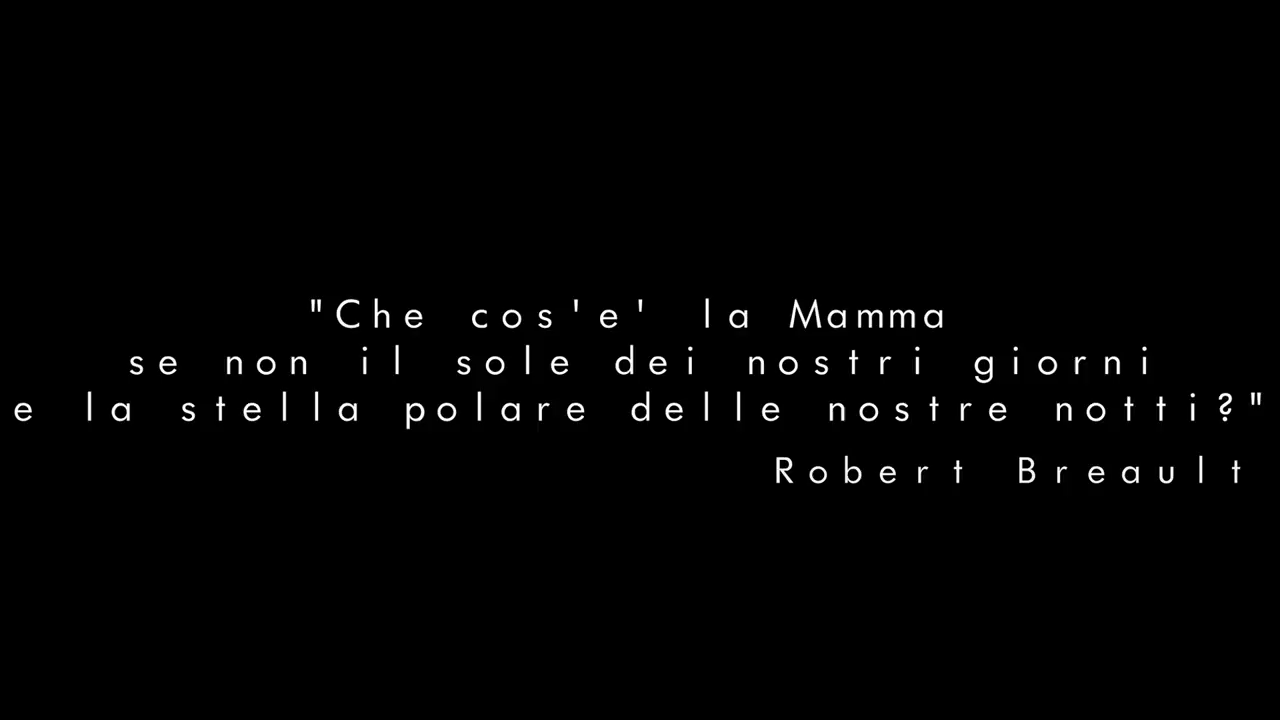 "Che cos'e' la Mamma
se non il sole dei nostri giorni
e la stella polare delle nostre notti?"
Robert Breault